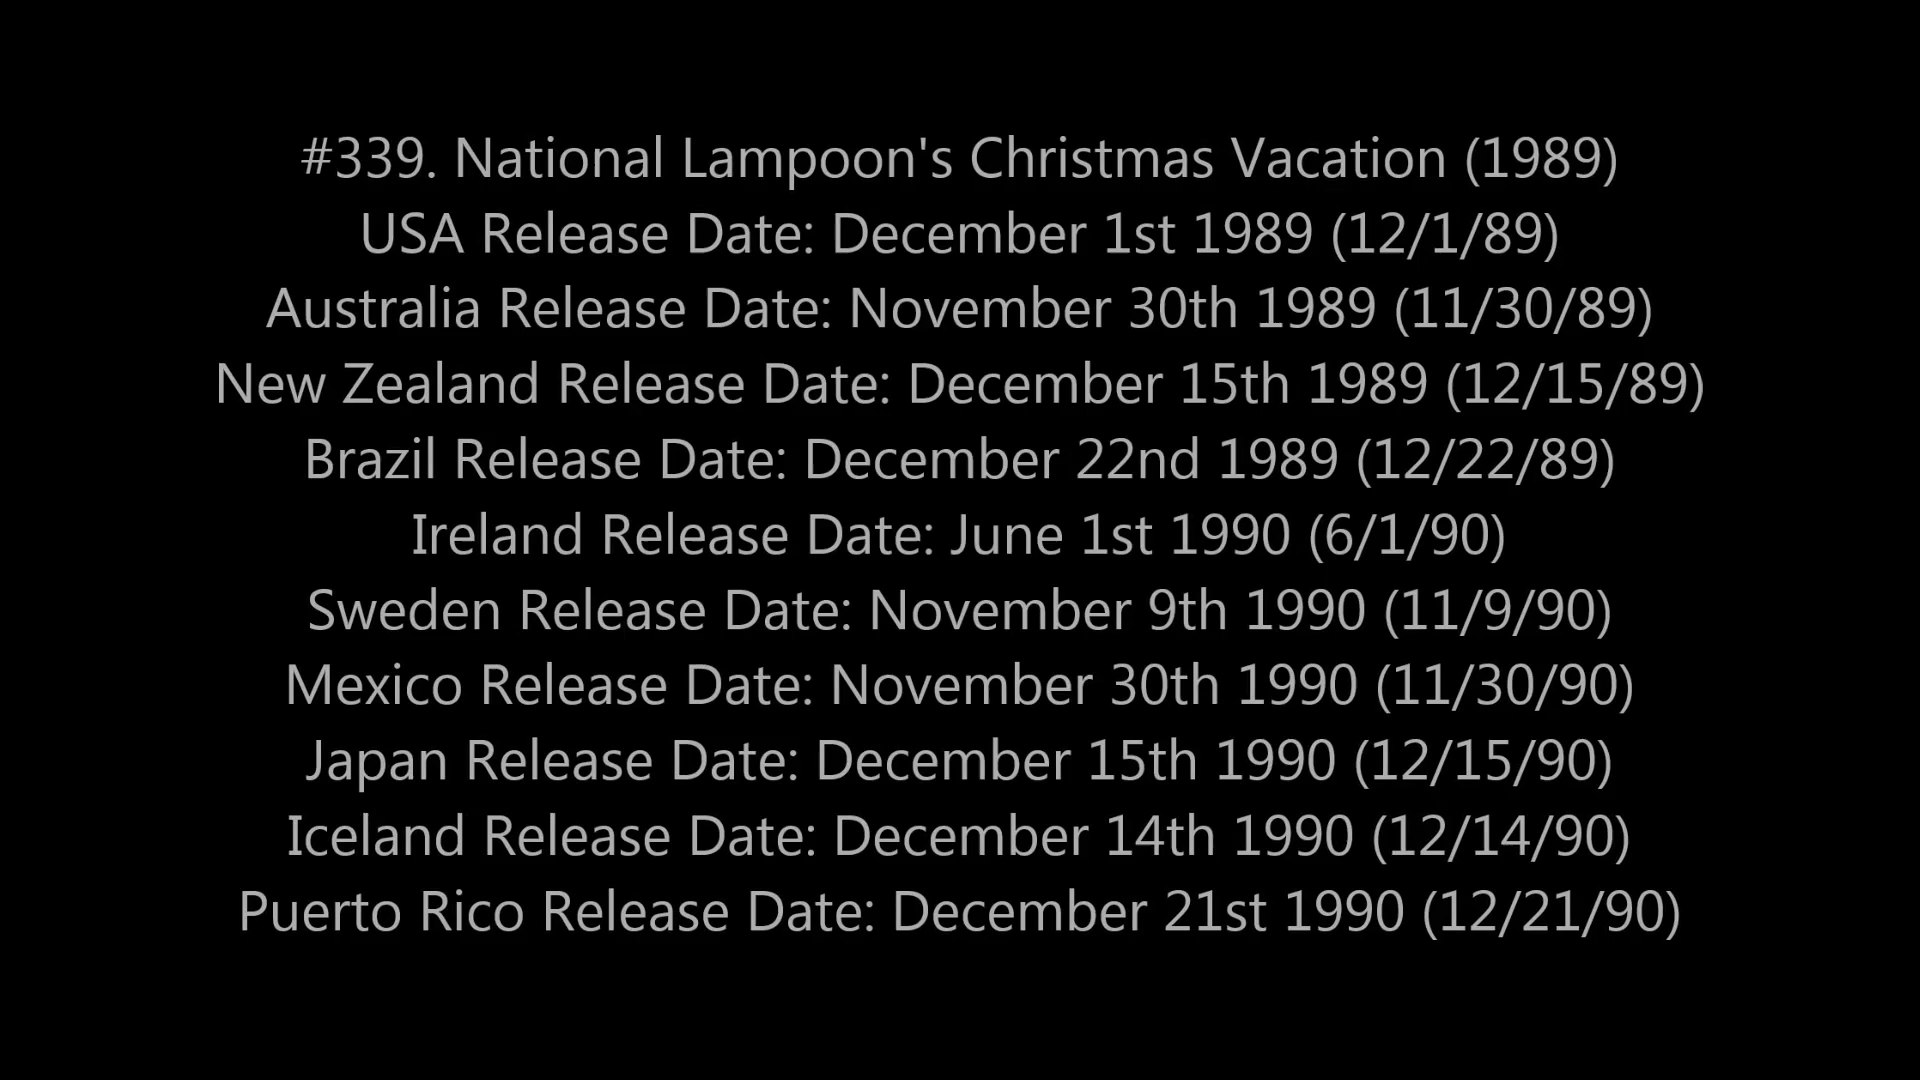 #339. National Lampoon's Christmas Vacation (1989)
USA Release Date: December 1st 1989 (12/1/89)
Australia Release Date: November 30th 1989 (11/30/89)
New Zealand Release Date: December 15th 1989 (12/15/89)
Brazil Release Date: December 22nd 1989 (12/22/89)
Ireland Release Date: June 1st 1990 (6/1/90)
Sweden Release Date: November 9th 1990 (11/9/90)
Mexico Release Date: November 30th 1990 (11/30/90)
Japan Release Date: December 15th 1990 (12/15/90)
Iceland Release Date: December 14th 1990 (12/14/90)
Puerto Rico Release Date: December 21st 1990 (12/21/90)